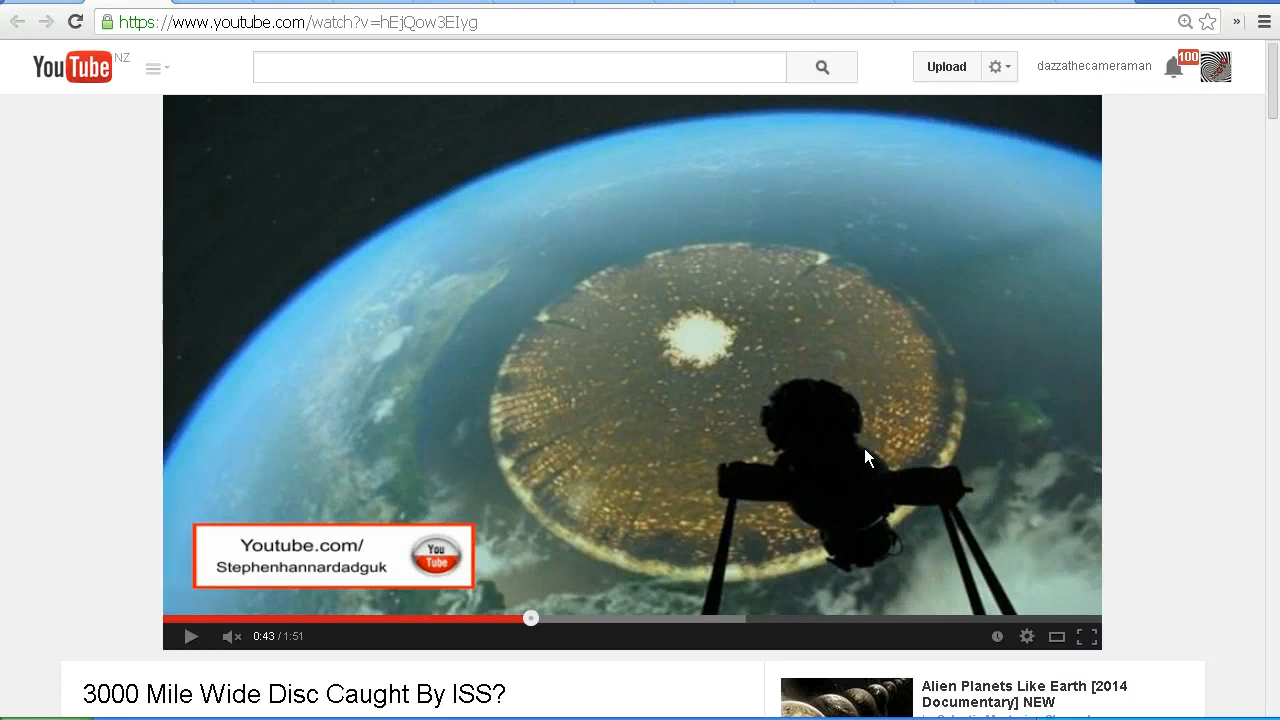 https://www.youtube.com/watch?v=hEjQow3EIyg
»
YouTube NZ
Upload
dazzathecameraman
100
Youtube.com/
Stephenhannardadguk
You
Tube
0:43 / 1:51
3000 Mile Wide Disc Caught By ISS?
Alien Planets Like Earth [2014
Documentary] NEW